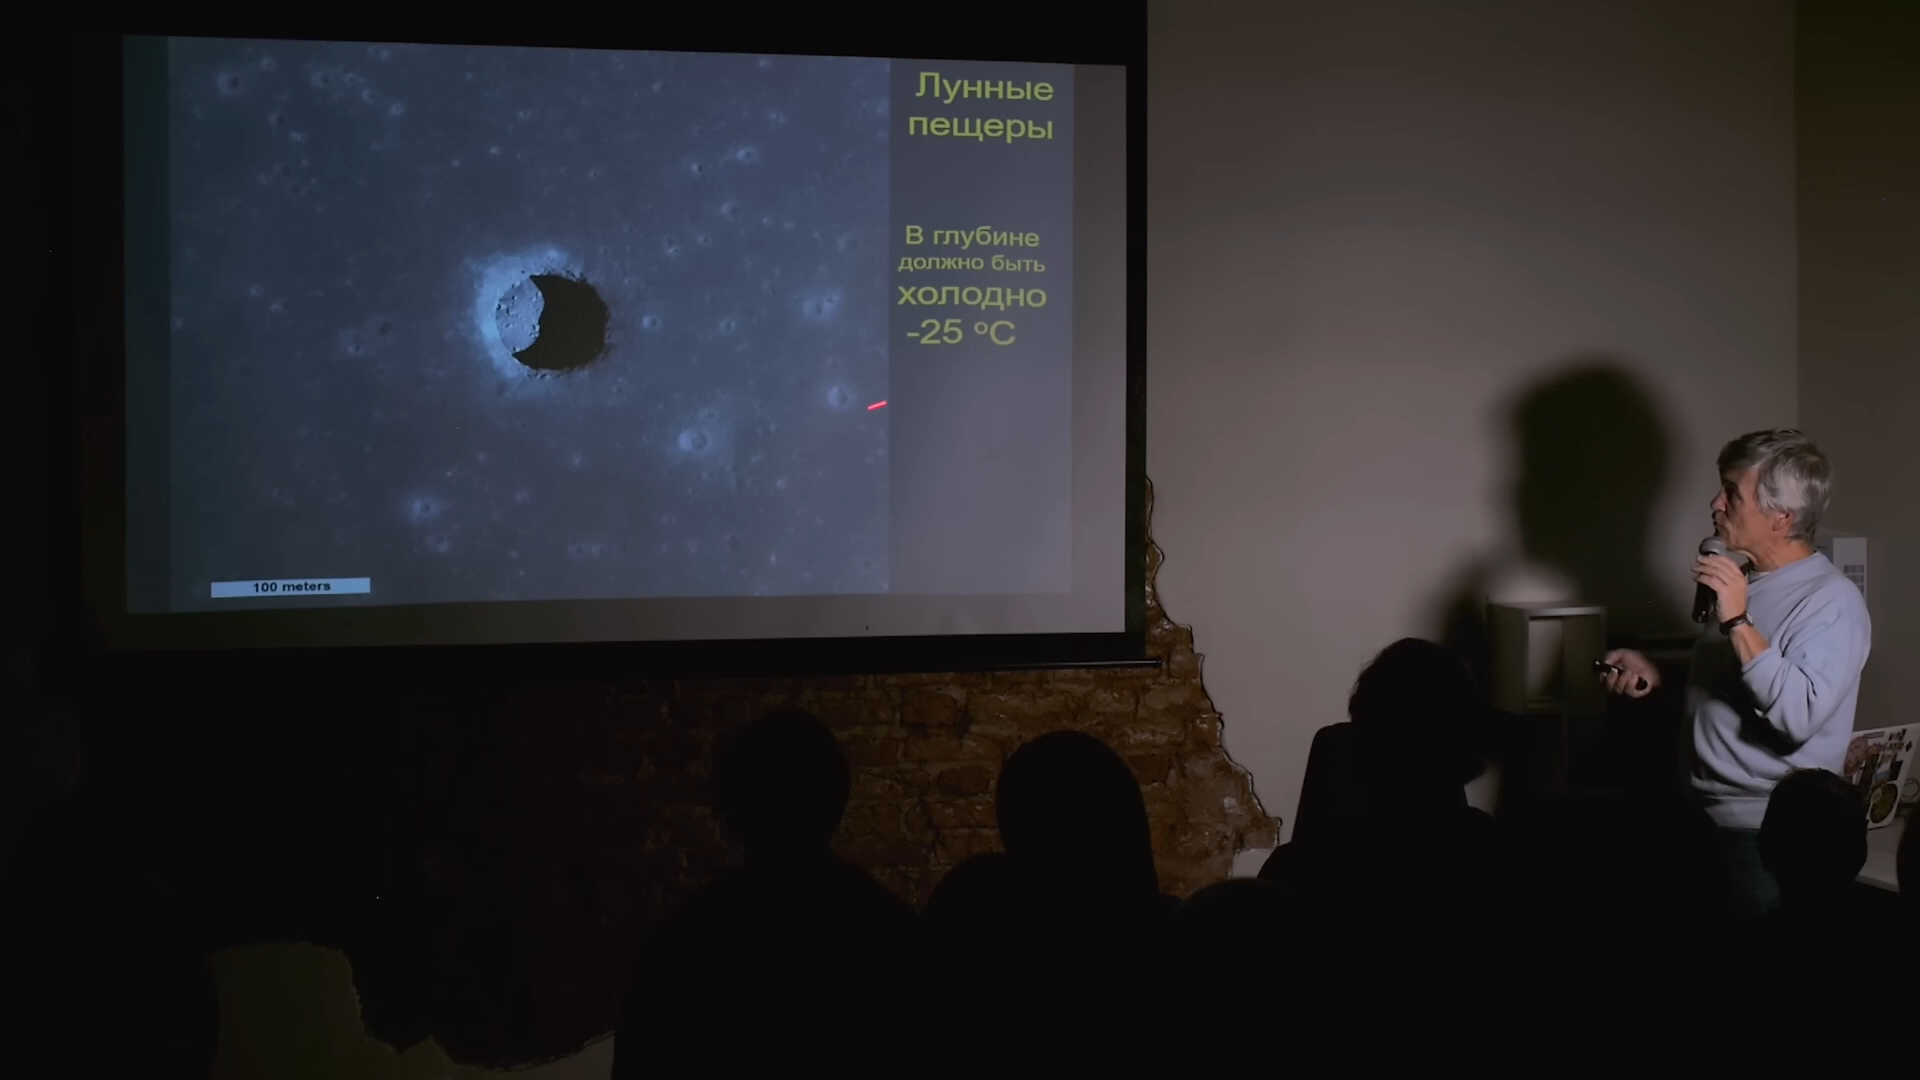 Лунные
пещеры
В глубине
должно быть
холодно
-25 °C
100 meters